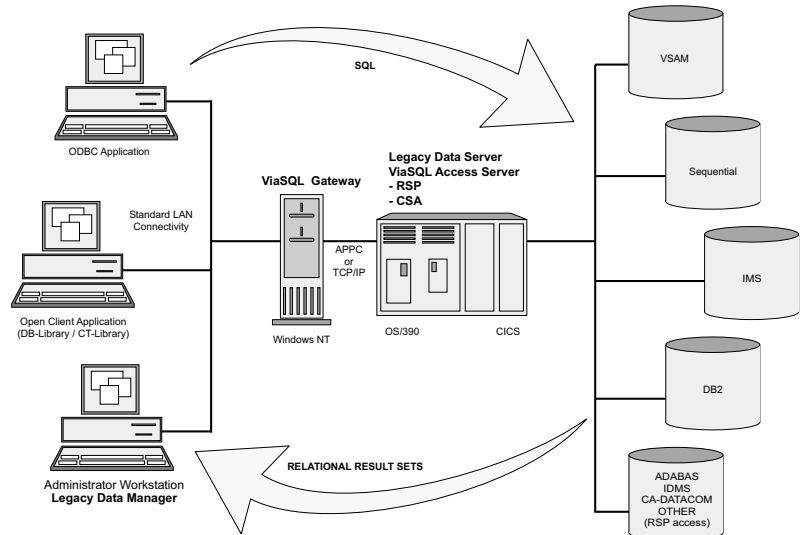 SQL
VSAM
ODBC Application
Legacy Data Server
ViaSQL Access Server
- RSP
- CSA
ViaSQL Gateway
Sequential
Standard LAN
Connectivity
APPC
or
TCP/IP
IMS
Open Client Application
(DB-Library / CT-Library)
Windows NT
OS/390
CICS
DB2
RELATIONAL RESULT SETS
Administrator Workstation
Legacy Data Manager
ADABAS
IDMS
CA-DATACOM
OTHER
(RSP access)